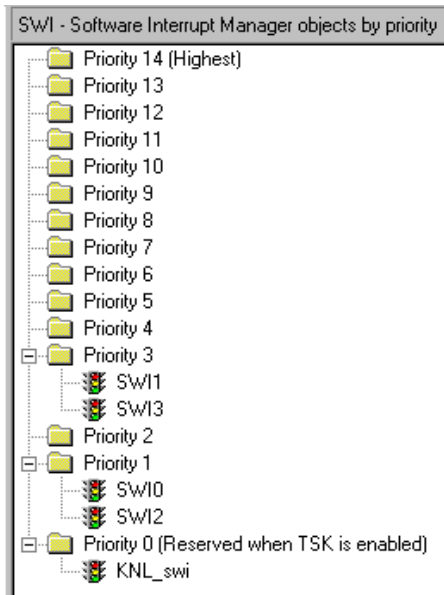 SWI - Software Interrupt Manager objects by priority
Priority 14 (Highest)
Priority 13
Priority 12
Priority 11
Priority 10
Priority 9
Priority 8
Priority 7
Priority 6
Priority 5
Priority 4
Priority 3
SWI1
SWI3
Priority 2
Priority 1
SWI0
SWI2
Priority 0 (Reserved when TSK is enabled)
KNL_swi